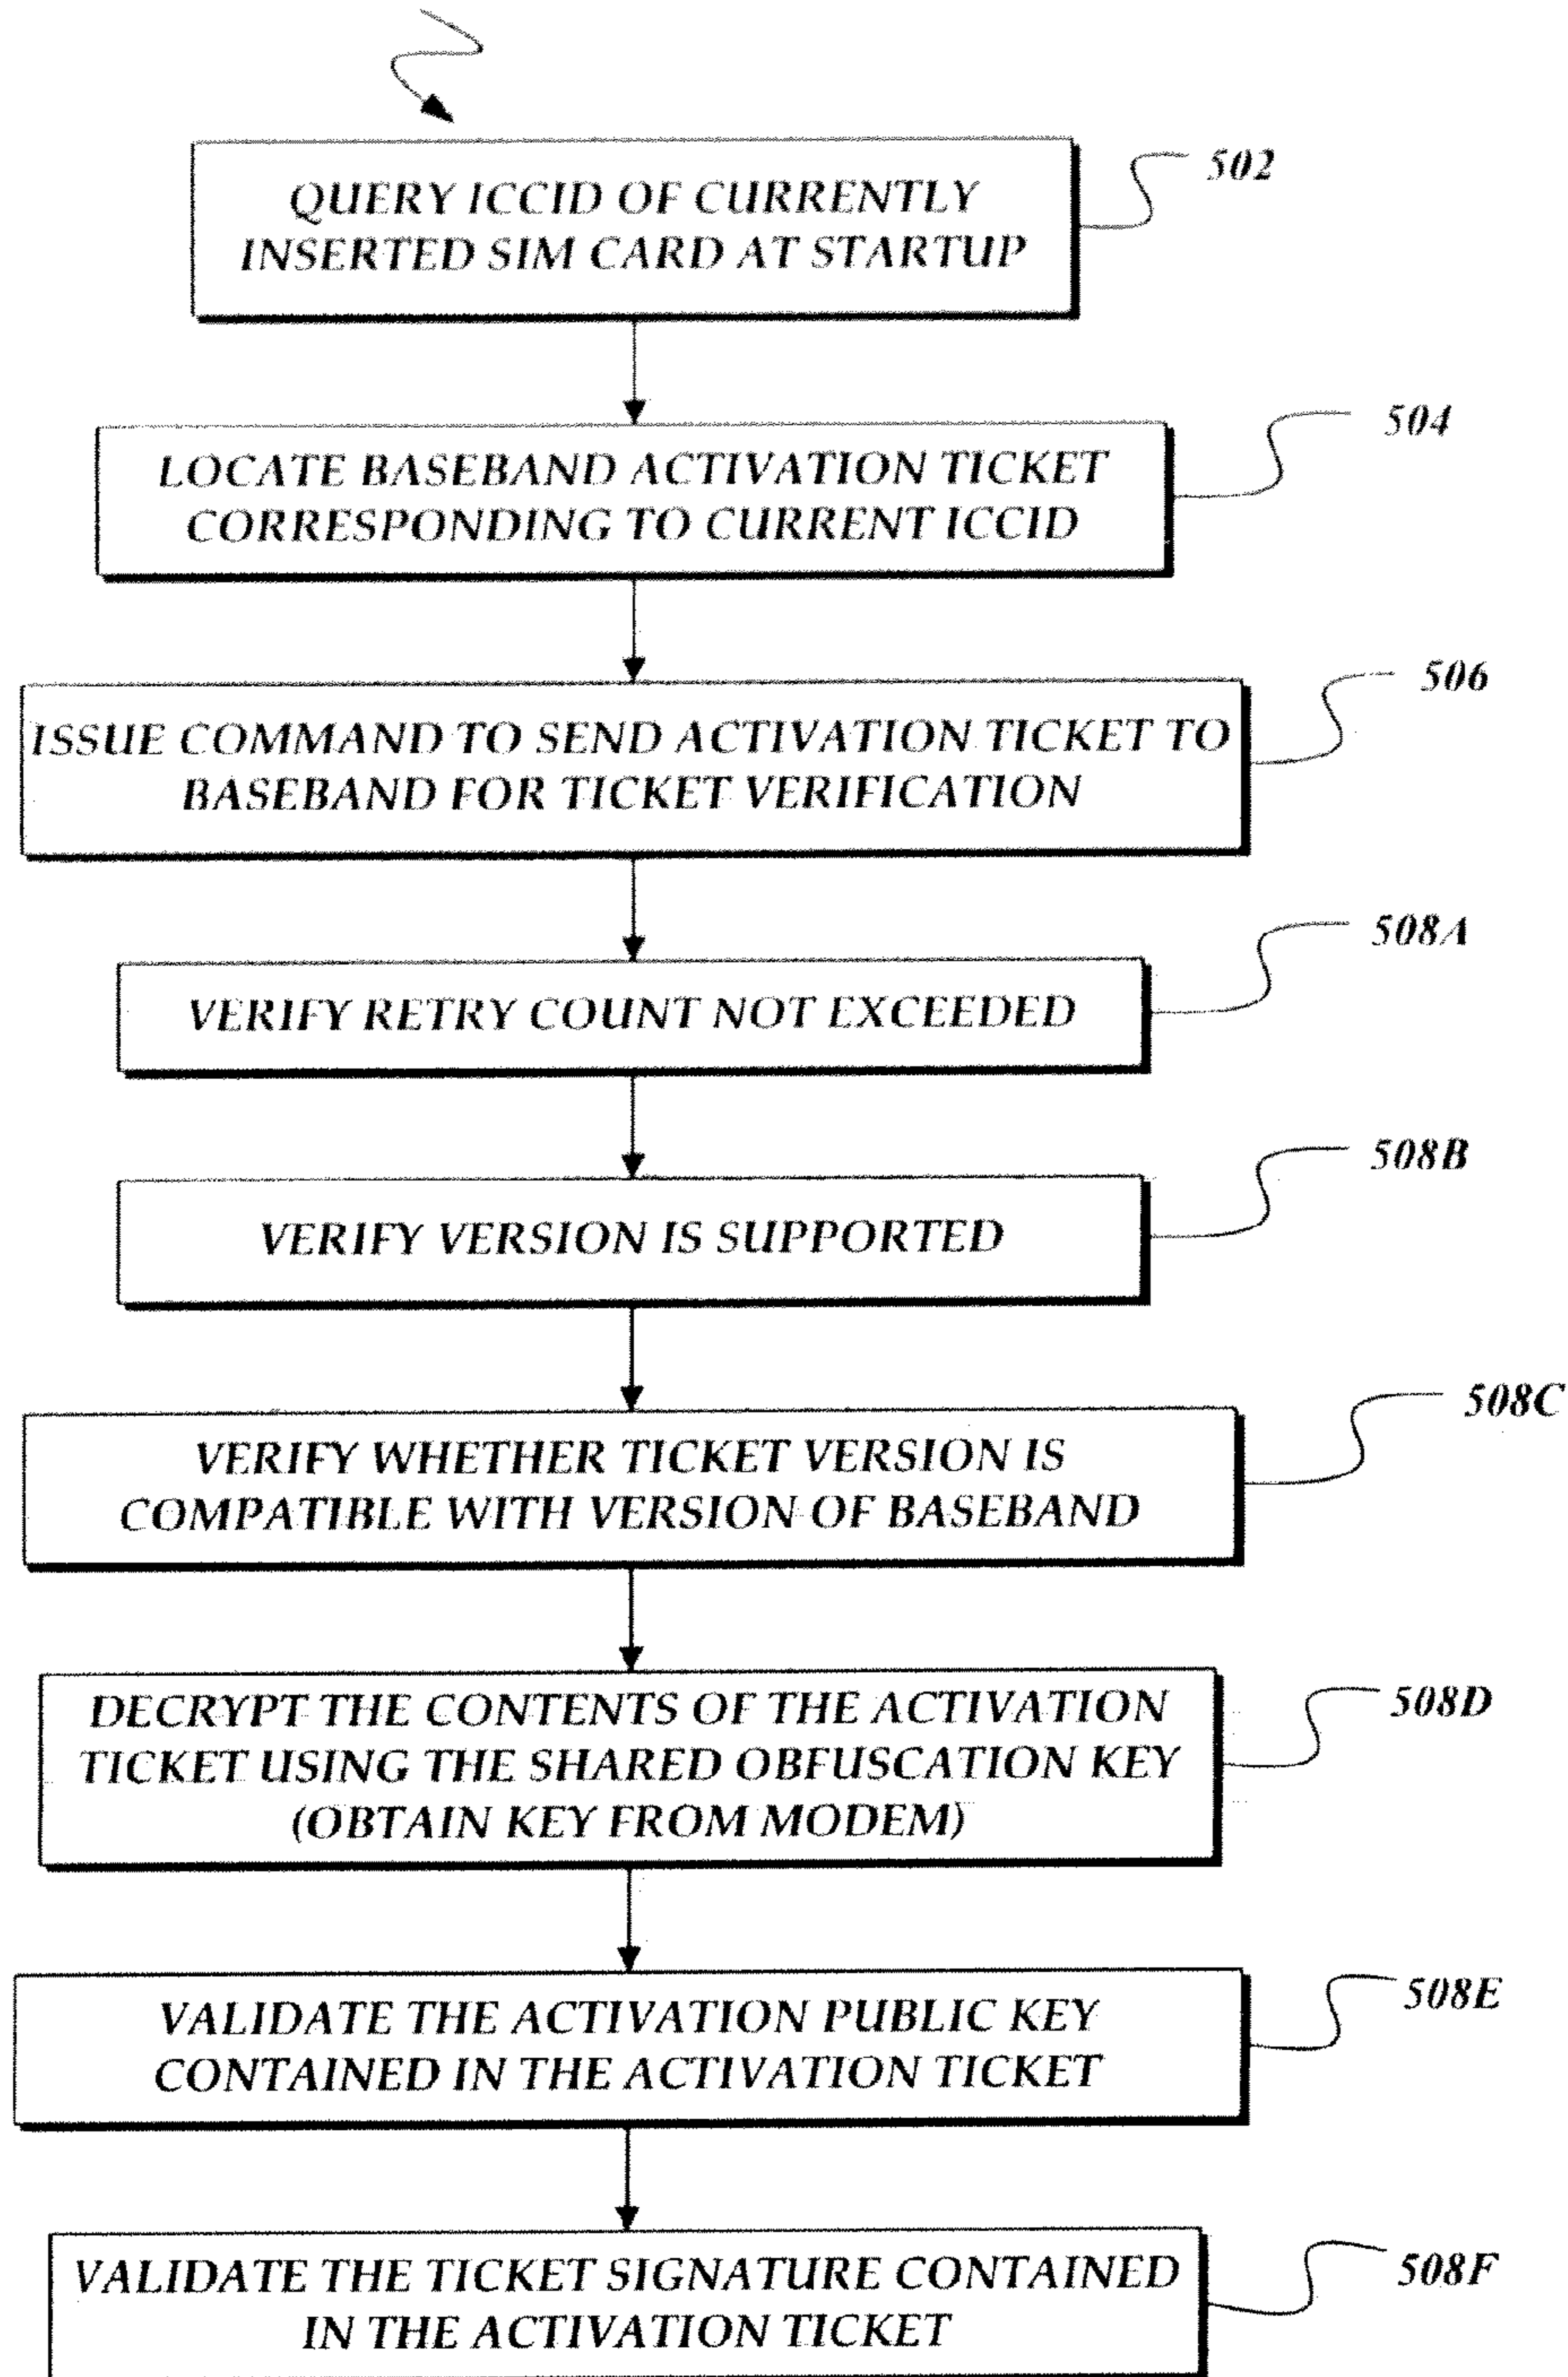 502
QUERY ICCID OF CURRENTLY
INSERTED SIM CARD AT STARTUP
504
LOCATE BASEBAND ACTIVATION TICKET
CORRESPONDING TO CURRENT ICCID
506
ISSUE COMMAND TO SEND ACTIVATION TICKET TO
BASEBAND FOR TICKET VERIFICATION
508A
VERIFY RETRY COUNT NOT EXCEEDED
508B
VERIFY VERSION IS SUPPORTED
508C
VERIFY WHETHER TICKET VERSION IS
COMPATIBLE WITH VERSION OF BASEBAND
508D
DECRYPT THE CONTENTS OF THE ACTIVATION
TICKET USING THE SHARED OBFUSCATION KEY
(OBTAIN KEY FROM MODEM)
508E
VALIDATE THE ACTIVATION PUBLIC KEY
CONTAINED IN THE ACTIVATION TICKET
508F
VALIDATE THE TICKET SIGNATURE CONTAINED
IN THE ACTIVATION TICKET